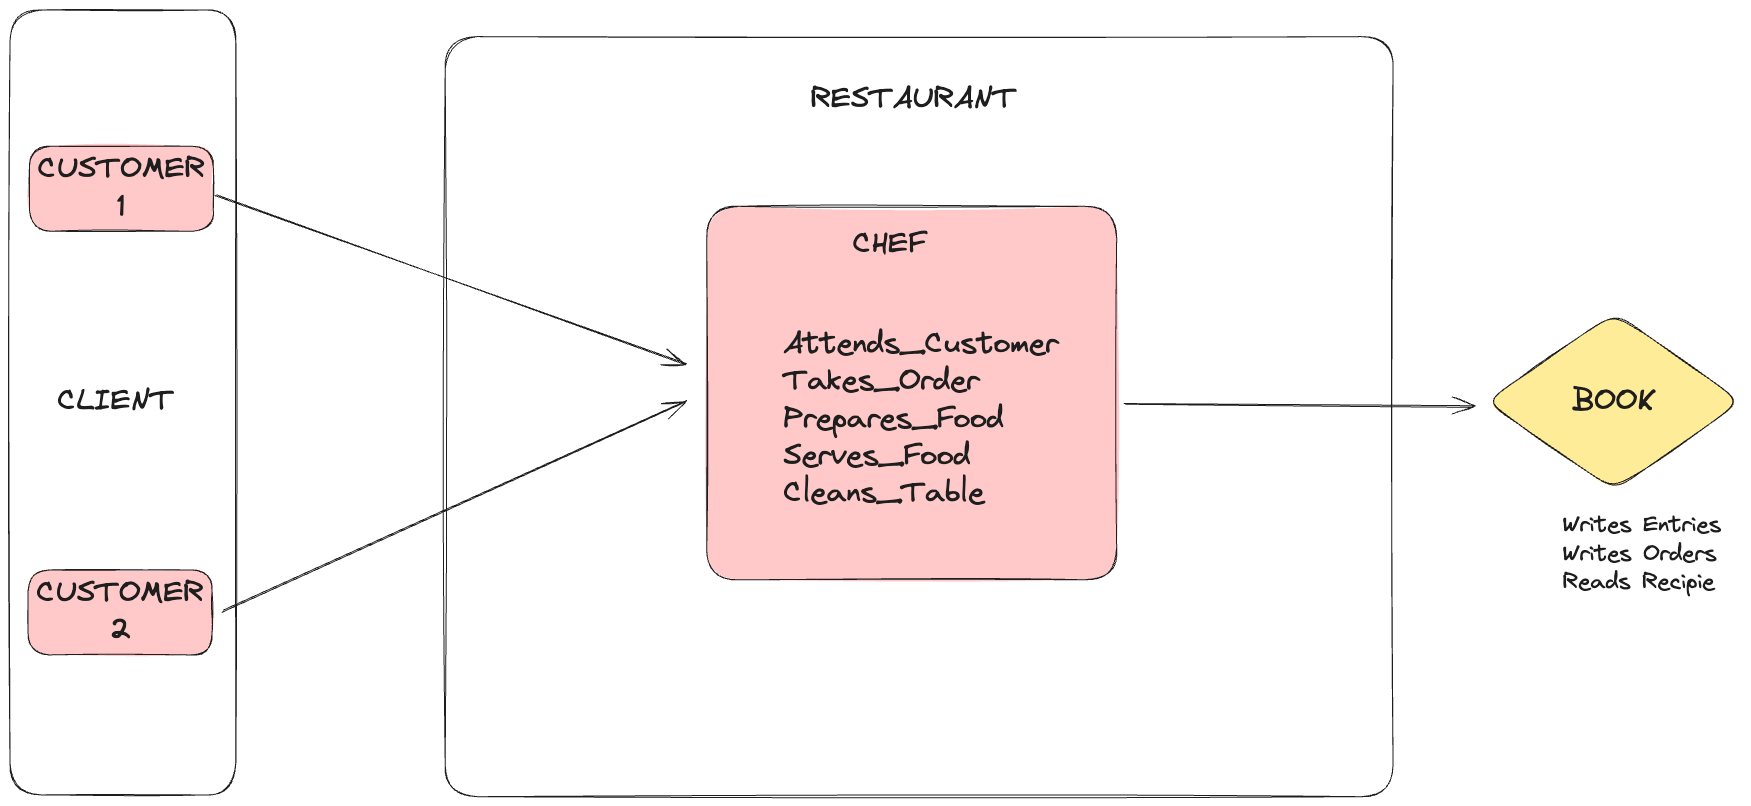 RESTAURANT
CUSTOMER
1
CLIENT
CUSTOMER
2
CHEF
Attends_Customer
Takes_Order
Prepares_Food
Serves_Food
Cleans_Table
BOOK
Writes Entries
Writes Orders
Reads Recipie